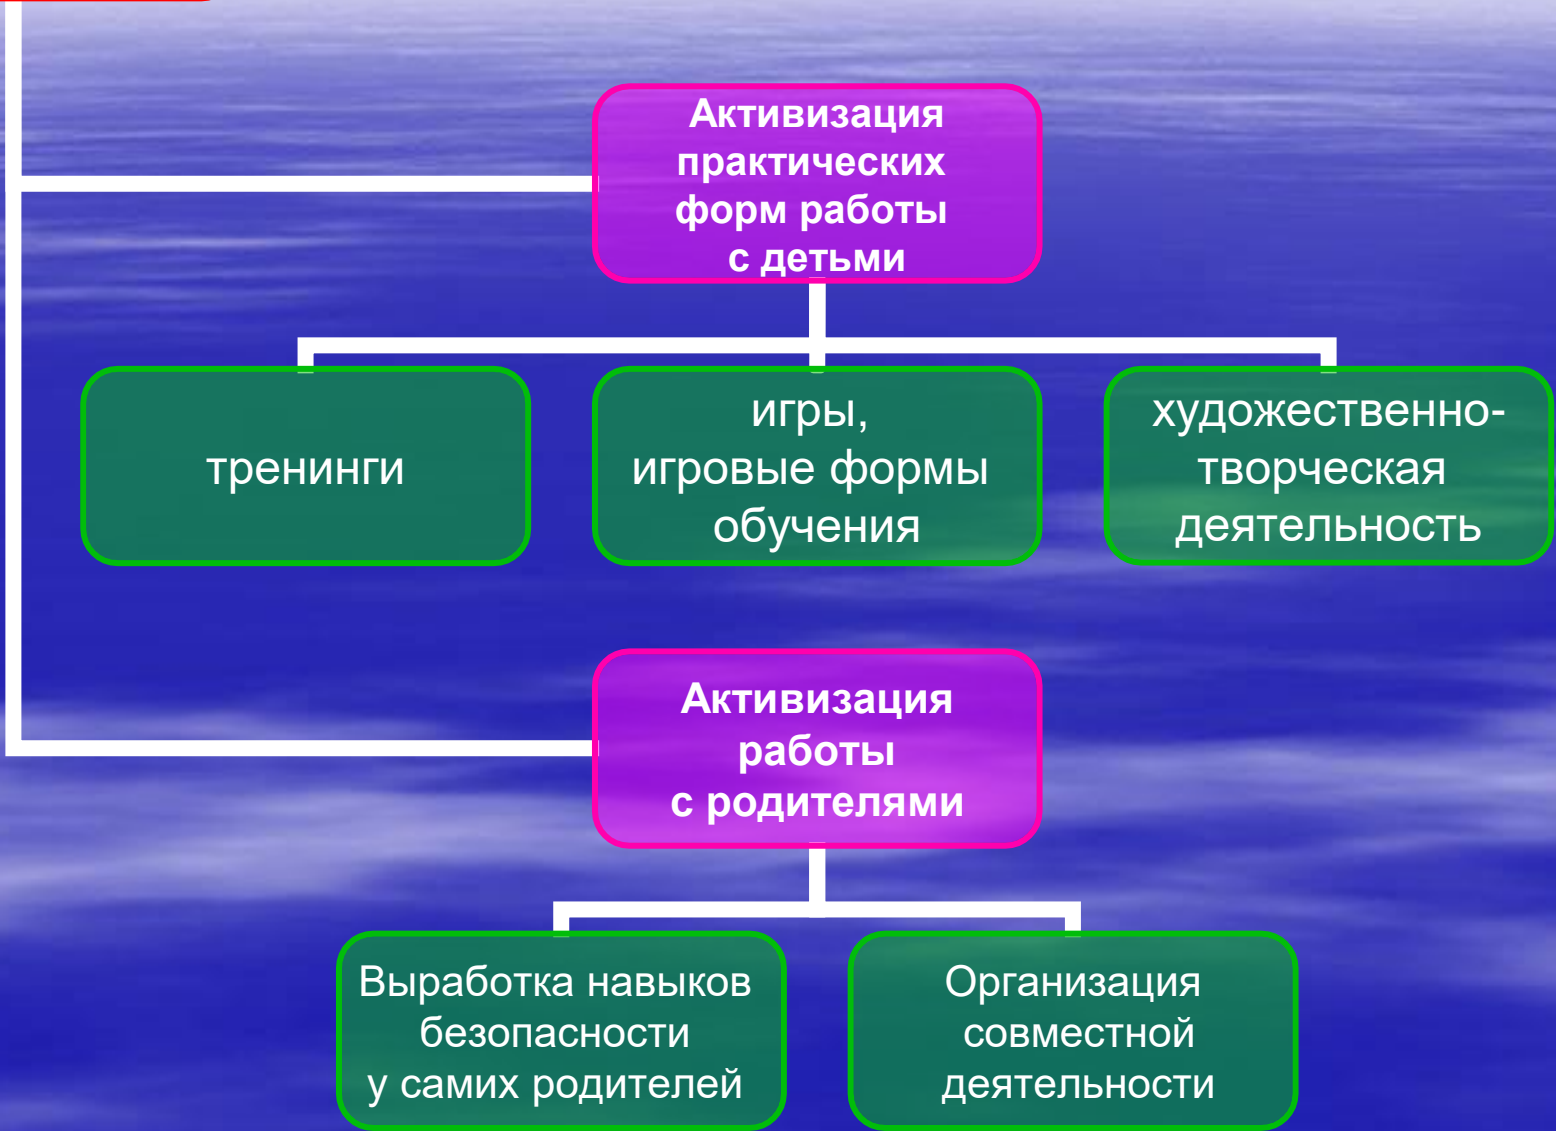 Активизация
практических
форм работы
с детьми
тренинги
игры,
игровые формы
обучения
художественно-
творческая
деятельность
Активизация
работы
с родителями
Выработка навыков
безопасности
у самих родителей
Организация
совместной
деятельности